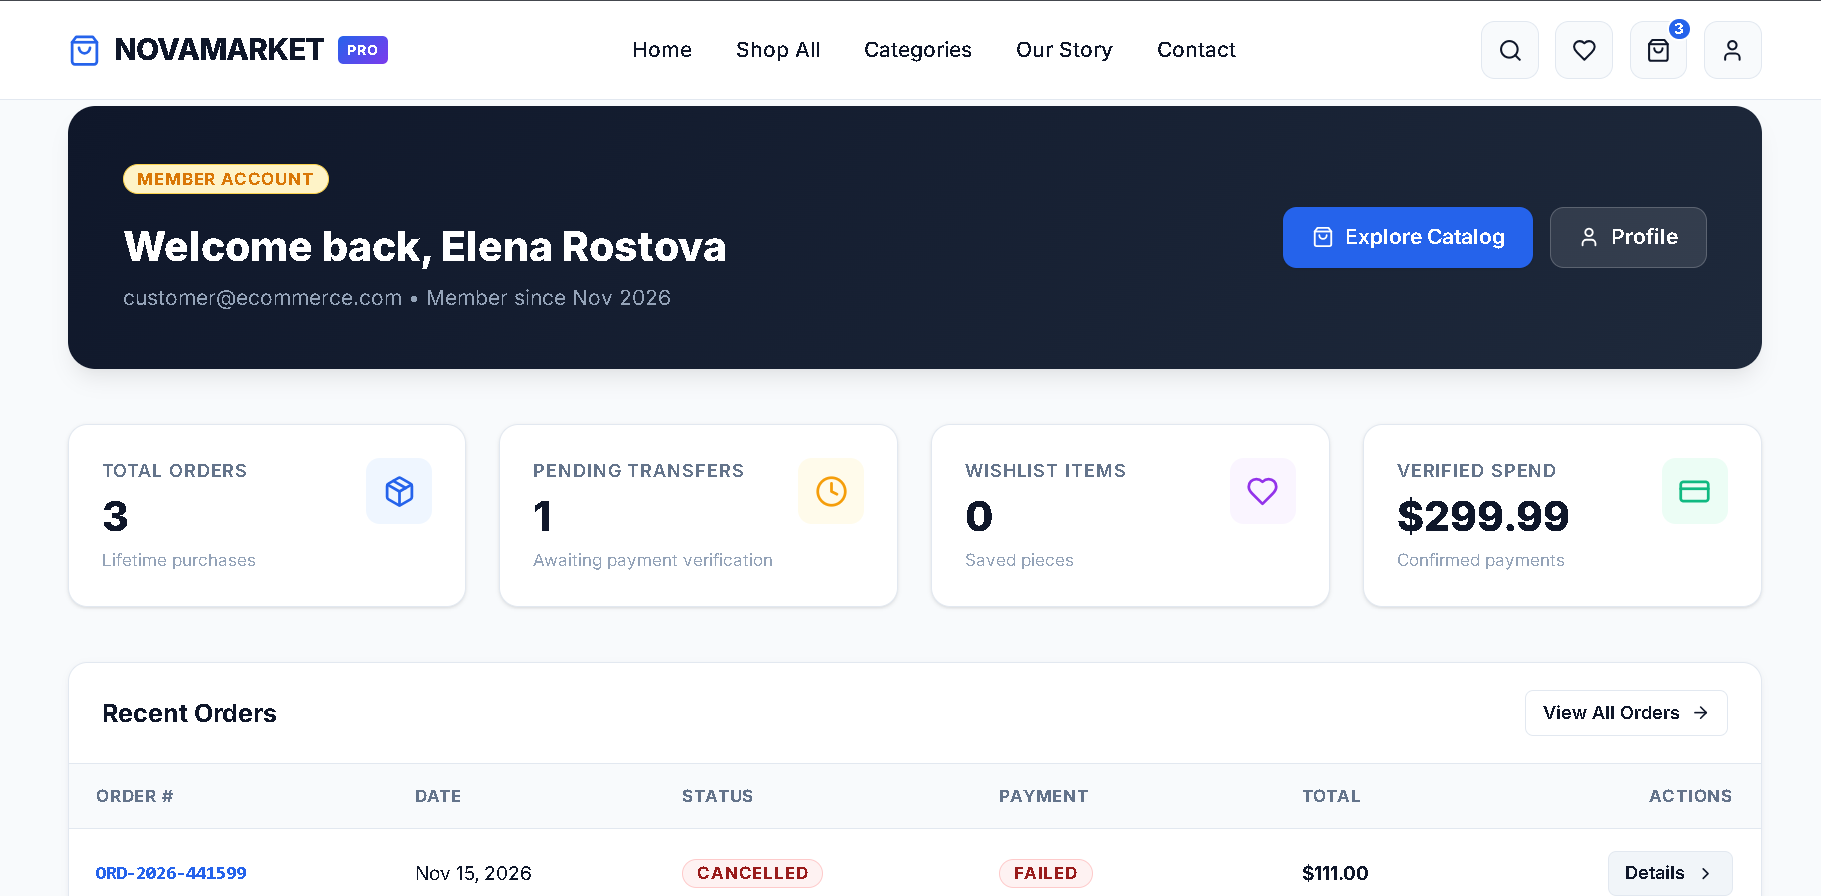 NOVAMARKET PRO
Home Shop All Categories Our Story Contact
3
MEMBER ACCOUNT
Welcome back, Elena Rostova
customer@ecommerce.com • Member since Nov 2026
Explore Catalog
Profile
TOTAL ORDERS
3
Lifetime purchases
PENDING TRANSFERS
1
Awaiting payment verification
WISHLIST ITEMS
0
Saved pieces
VERIFIED SPEND
$299.99
Confirmed payments
Recent Orders
View All Orders →
ORDER # DATE STATUS PAYMENT TOTAL ACTIONS
ORD-2026-441599 Nov 15, 2026 CANCELLED FAILED $111.00 Details